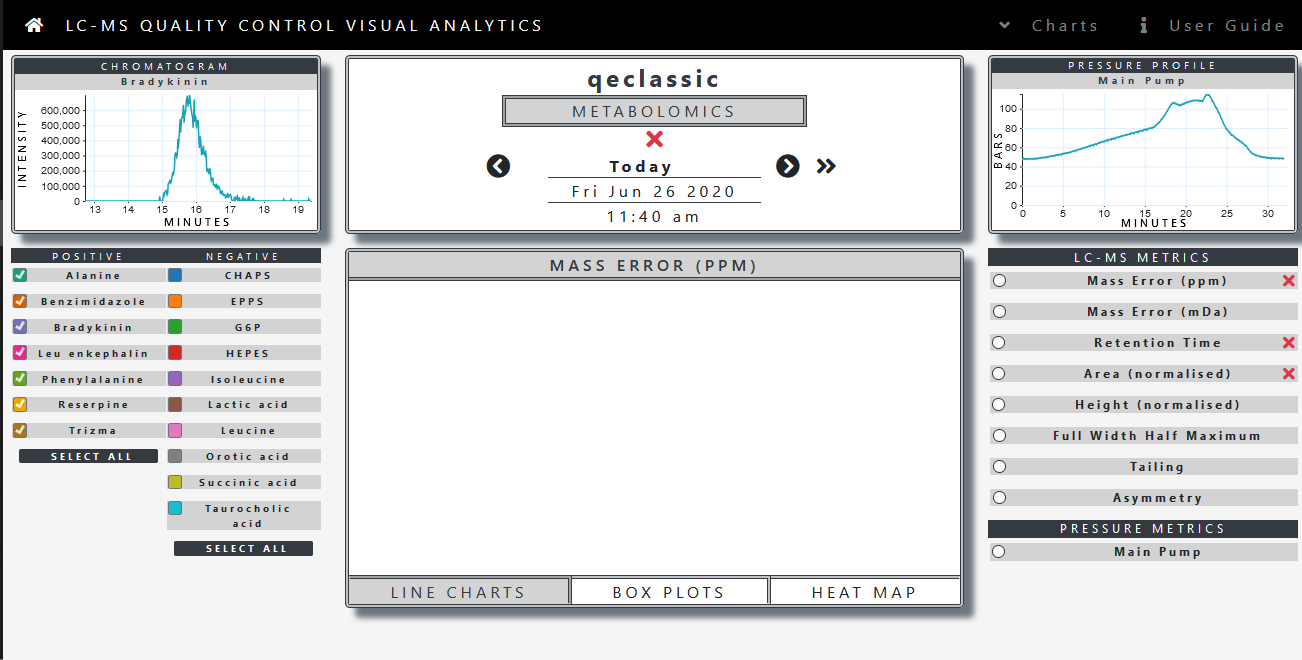 LC-MS QUALITY CONTROL VISUAL ANALYTICS
Charts
User Guide
CHROMATOGRAM
Bradykinin
INTENSITY
600,000
500,000
400,000
300,000
200,000
100,000
0
13 14 15 16 17 18 19
MINUTES
qeclassic
METABOLOMICS
Today
Fri Jun 26 2020
11:40 am
PRESSURE PROFILE
Main Pump
BARS
100
80
60
40
20
0
0 5 10 15 20 25 30
MINUTES
POSITIVE
Alanine
Benzimidazole
Bradykinin
Leu enkephalin
Phenylalanine
Reserpine
Trizma
SELECT ALL
NEGATIVE
CHAPS
EPPS
G6P
HEPES
Isoleucine
Lactic acid
Leucine
Orotic acid
Succinic acid
Taurocholic
acid
SELECT ALL
MASS ERROR (PPM)
LINE CHARTS
BOX PLOTS
HEAT MAP
LC-MS METRICS
Mass Error (ppm)
Mass Error (mDa)
Retention Time
Area (normalised)
Height (normalised)
Full Width Half Maximum
Tailing
Asymmetry
PRESSURE METRICS
Main Pump